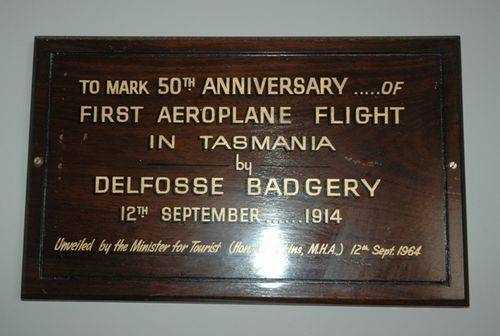 TO MARK 50TH ANNIVERSARY .....OF
FIRST AEROPLANE FLIGHT
IN TASMANIA
by
DELFOSSE BADGERY
12TH SEPTEMBER......1914
Unveiled by the Minister for Tourist (Hon. M.H.A.) 12th Sept. 1964